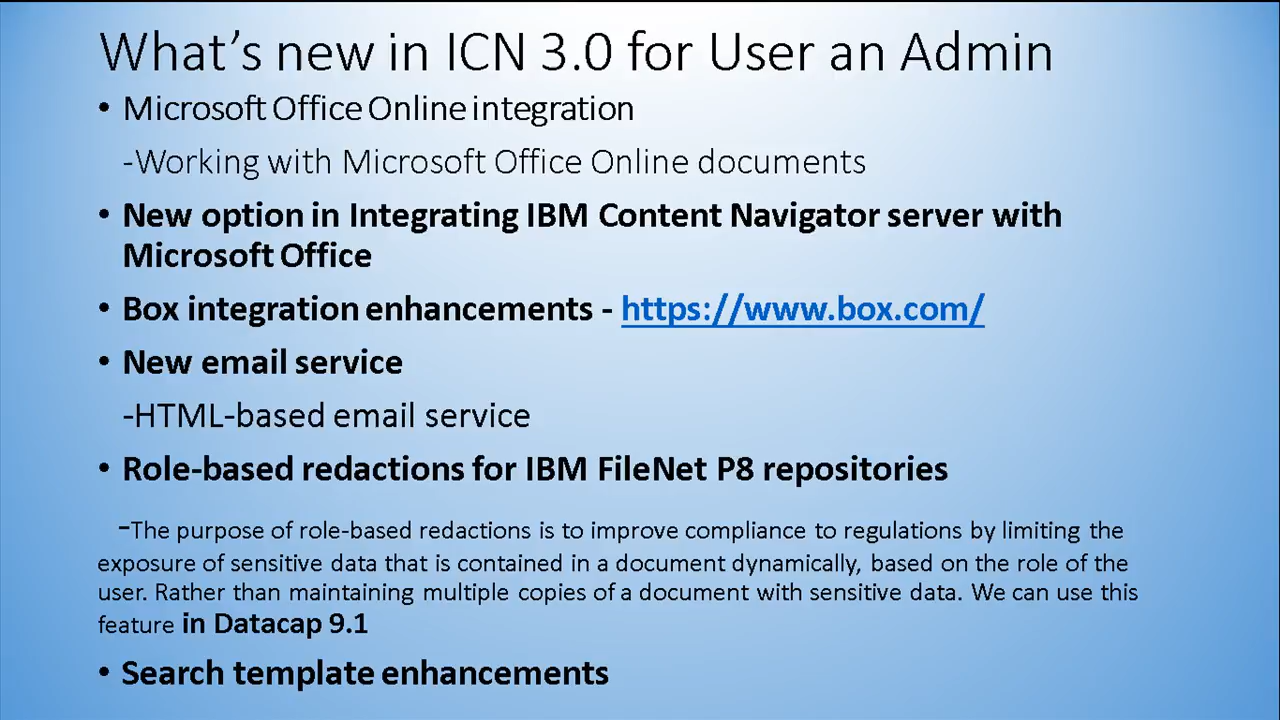 What's new in ICN 3.0 for User an Admin
• Microsoft Office Online integration
-Working with Microsoft Office Online documents
• New option in Integrating IBM Content Navigator server with
Microsoft Office
• Box integration enhancements - https://www.box.com/
• New email service
-HTML-based email service
• Role-based redactions for IBM FileNet P8 repositories
-The purpose of role-based redactions is to improve compliance to regulations by limiting the
exposure of sensitive data that is contained in a document dynamically, based on the role of the
user. Rather than maintaining multiple copies of a document with sensitive data. We can use this
feature in Datacap 9.1
• Search template enhancements